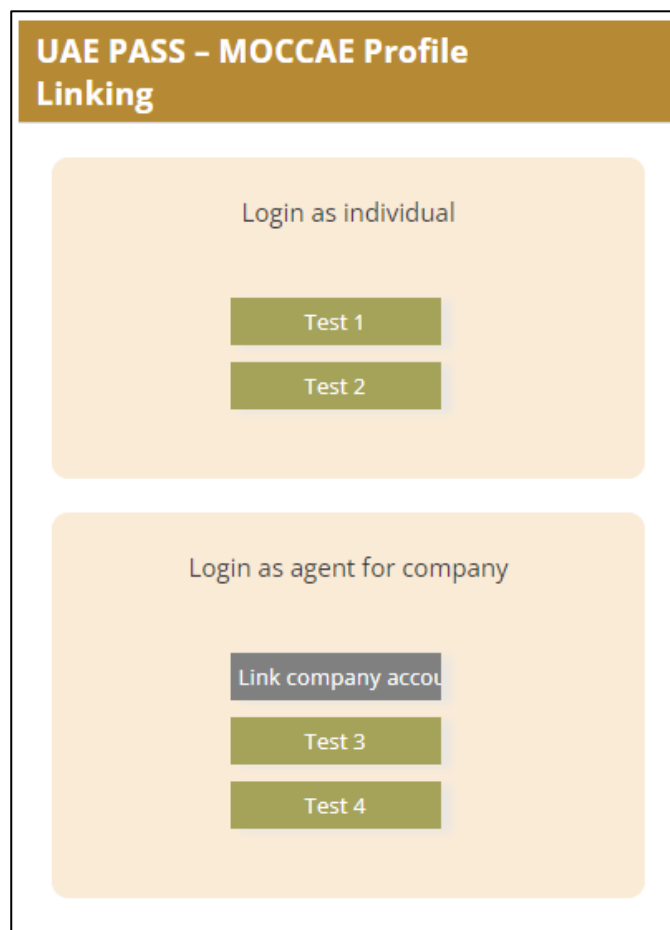 UAE PASS – MOCCAE Profile
Linking
Login as individual
Test 1
Test 2
Login as agent for company
Link company accou
Test 3
Test 4